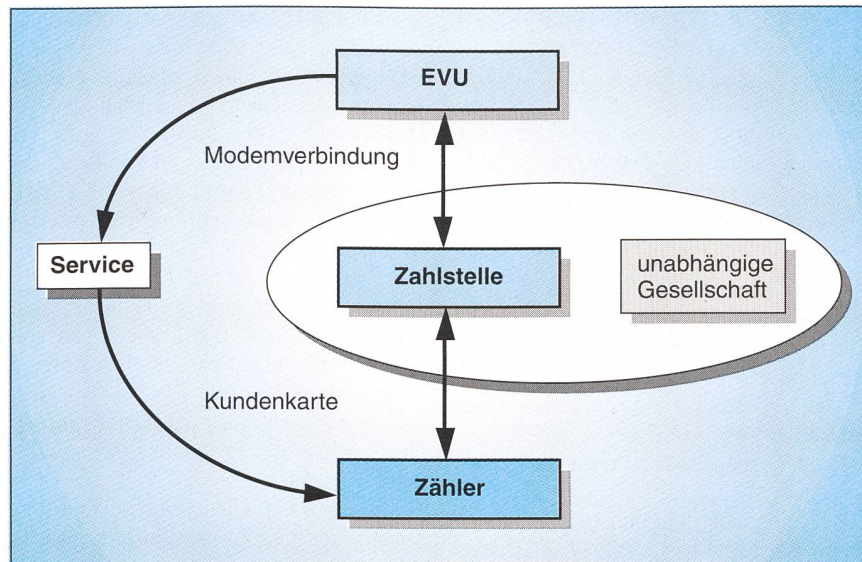 EVU
Modemverbindung
Service
Zahlstelle
unabhängige
Gesellschaft
Kundenkarte
Zähler